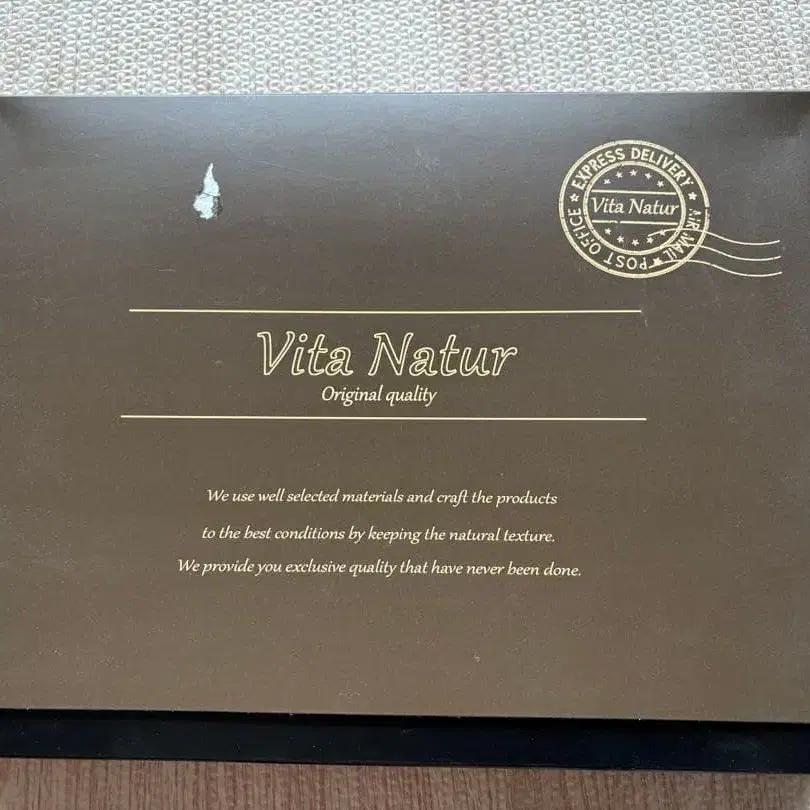 EXPRESS DELIVERY
Vita Natur
AIR MAIL POST OFFICE
Vita Natur
Original quality
We use well selected materials and craft the products
to the best conditions by keeping the natural texture.
We provide you exclusive quality that have never been done.